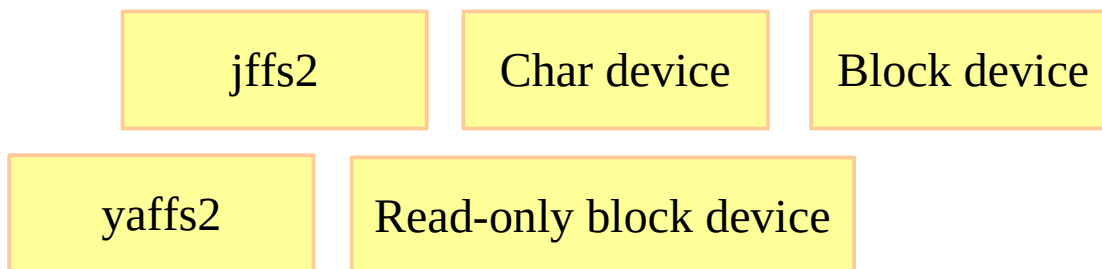 jffs2
Char device
Block device
yaffs2
Read-only block device